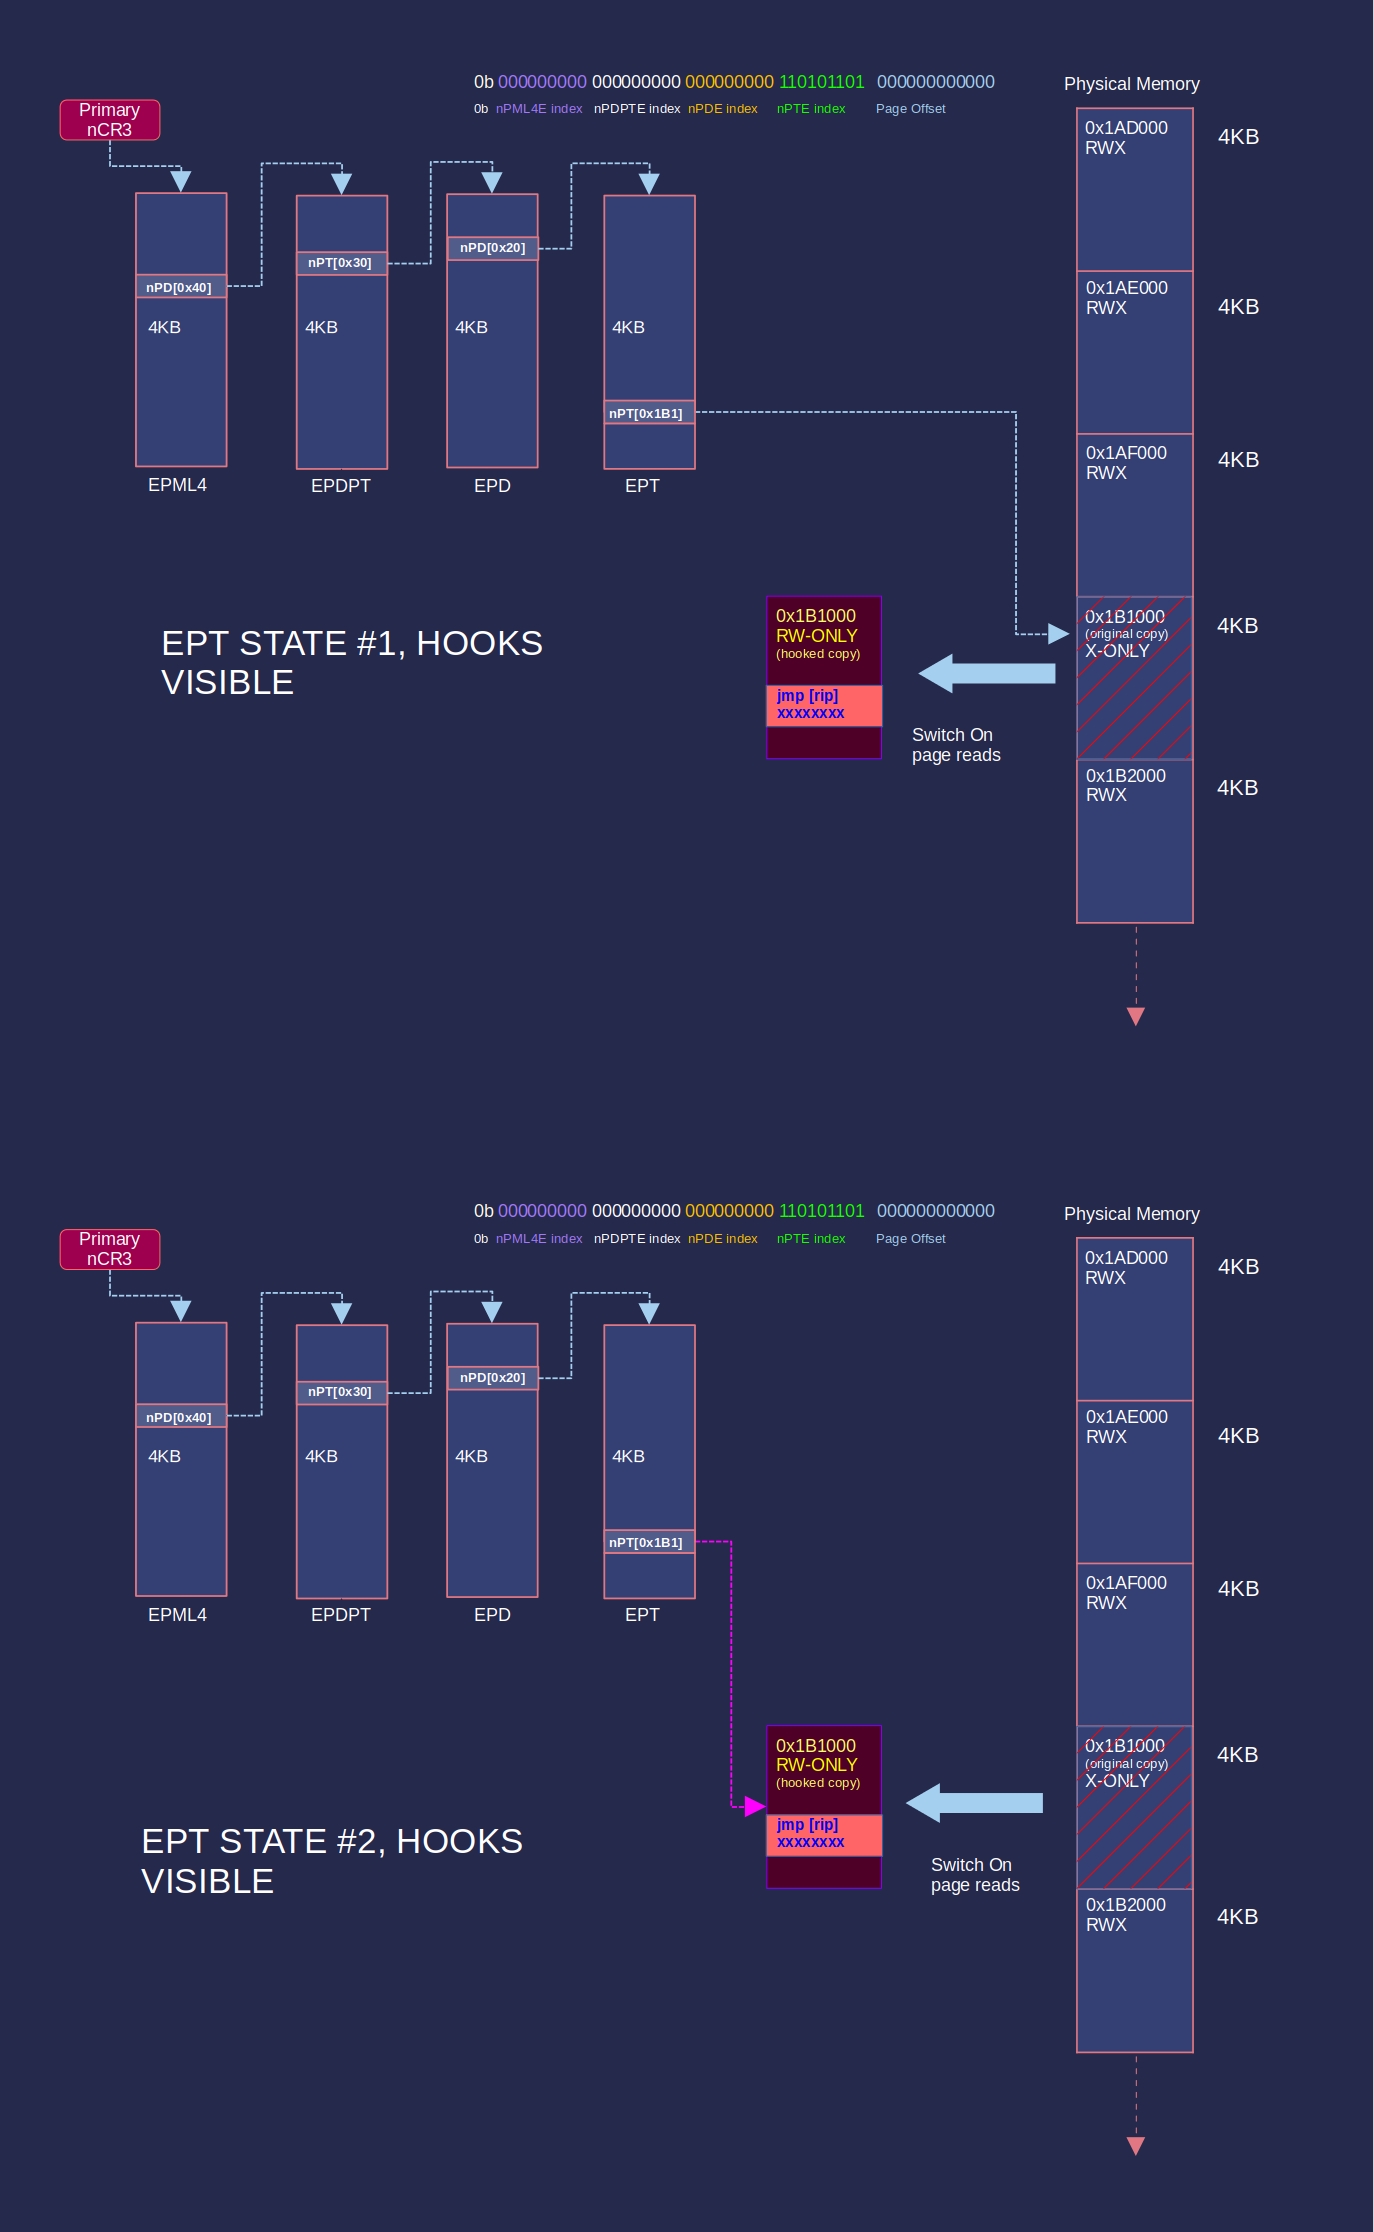 0b 000000000 000000000 000000000 110101101 000000000000
0b nPML4E index nPDPTE index nPDE index nPTE index Page Offset
Physical Memory
Primary
nCR3
nPD[0x40]
4KB
EPML4
nPT[0x30]
4KB
EPDPT
nPD[0x20]
4KB
EPD
4KB
nPT[0x1B1]
EPT
0x1AD000
RWX
4KB
0x1AE000
RWX
4KB
0x1AF000
RWX
4KB
0x1B1000
(original copy)
X-ONLY
4KB
0x1B2000
RWX
4KB
0x1B1000
RW-ONLY
(hooked copy)
jmp [rip]
xxxxxxxx
Switch On
page reads
EPT STATE #1, HOOKS
VISIBLE
0b 000000000 000000000 000000000 110101101 000000000000
0b nPML4E index nPDPTE index nPDE index nPTE index Page Offset
Physical Memory
Primary
nCR3
nPD[0x40]
4KB
EPML4
nPT[0x30]
4KB
EPDPT
nPD[0x20]
4KB
EPD
4KB
nPT[0x1B1]
EPT
0x1AD000
RWX
4KB
0x1AE000
RWX
4KB
0x1AF000
RWX
4KB
0x1B1000
(original copy)
X-ONLY
4KB
0x1B2000
RWX
4KB
0x1B1000
RW-ONLY
(hooked copy)
jmp [rip]
xxxxxxxx
Switch On
page reads
EPT STATE #2, HOOKS
VISIBLE